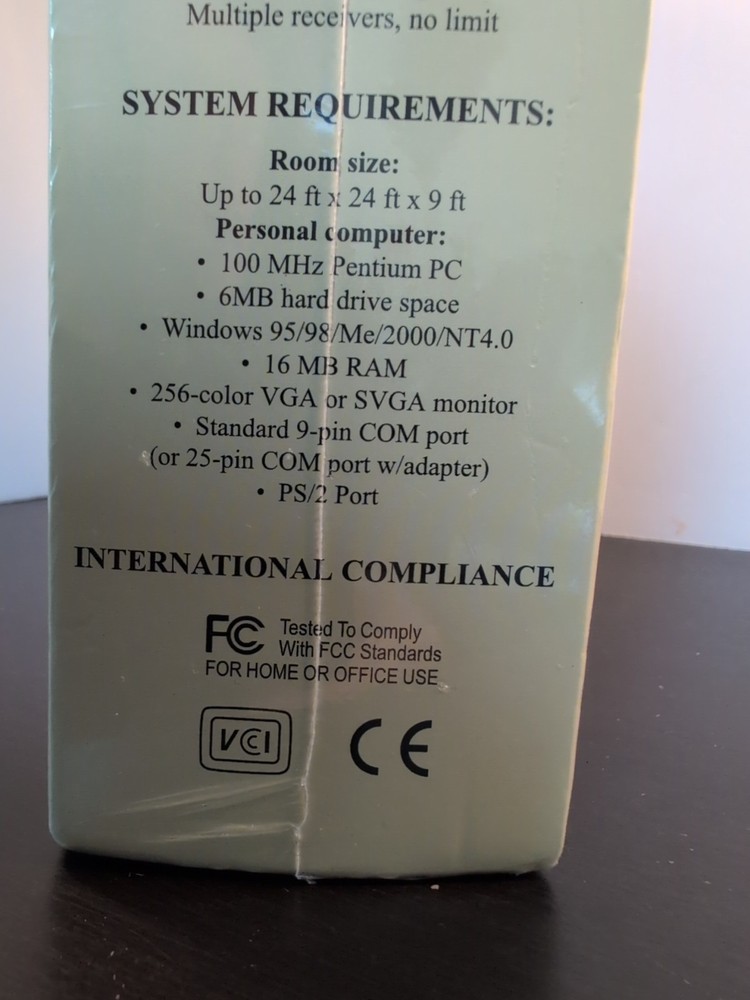 Multiple receivers, no limit
SYSTEM REQUIREMENTS:
Room size:
Up to 24 ft x 24 ft x 9 ft
Personal computer:
• 100 MHz Pentium PC
• 6MB hard drive space
• Windows 95/98/Me/2000/NT4.0
• 16 MB RAM
• 256-color VGA or SVGA monitor
• Standard 9-pin COM port
(or 25-pin COM port w/adapter)
• PS/2 Port
INTERNATIONAL COMPLIANCE
FC Tested To Comply
With FCC Standards
FOR HOME OR OFFICE USE
VCI CE